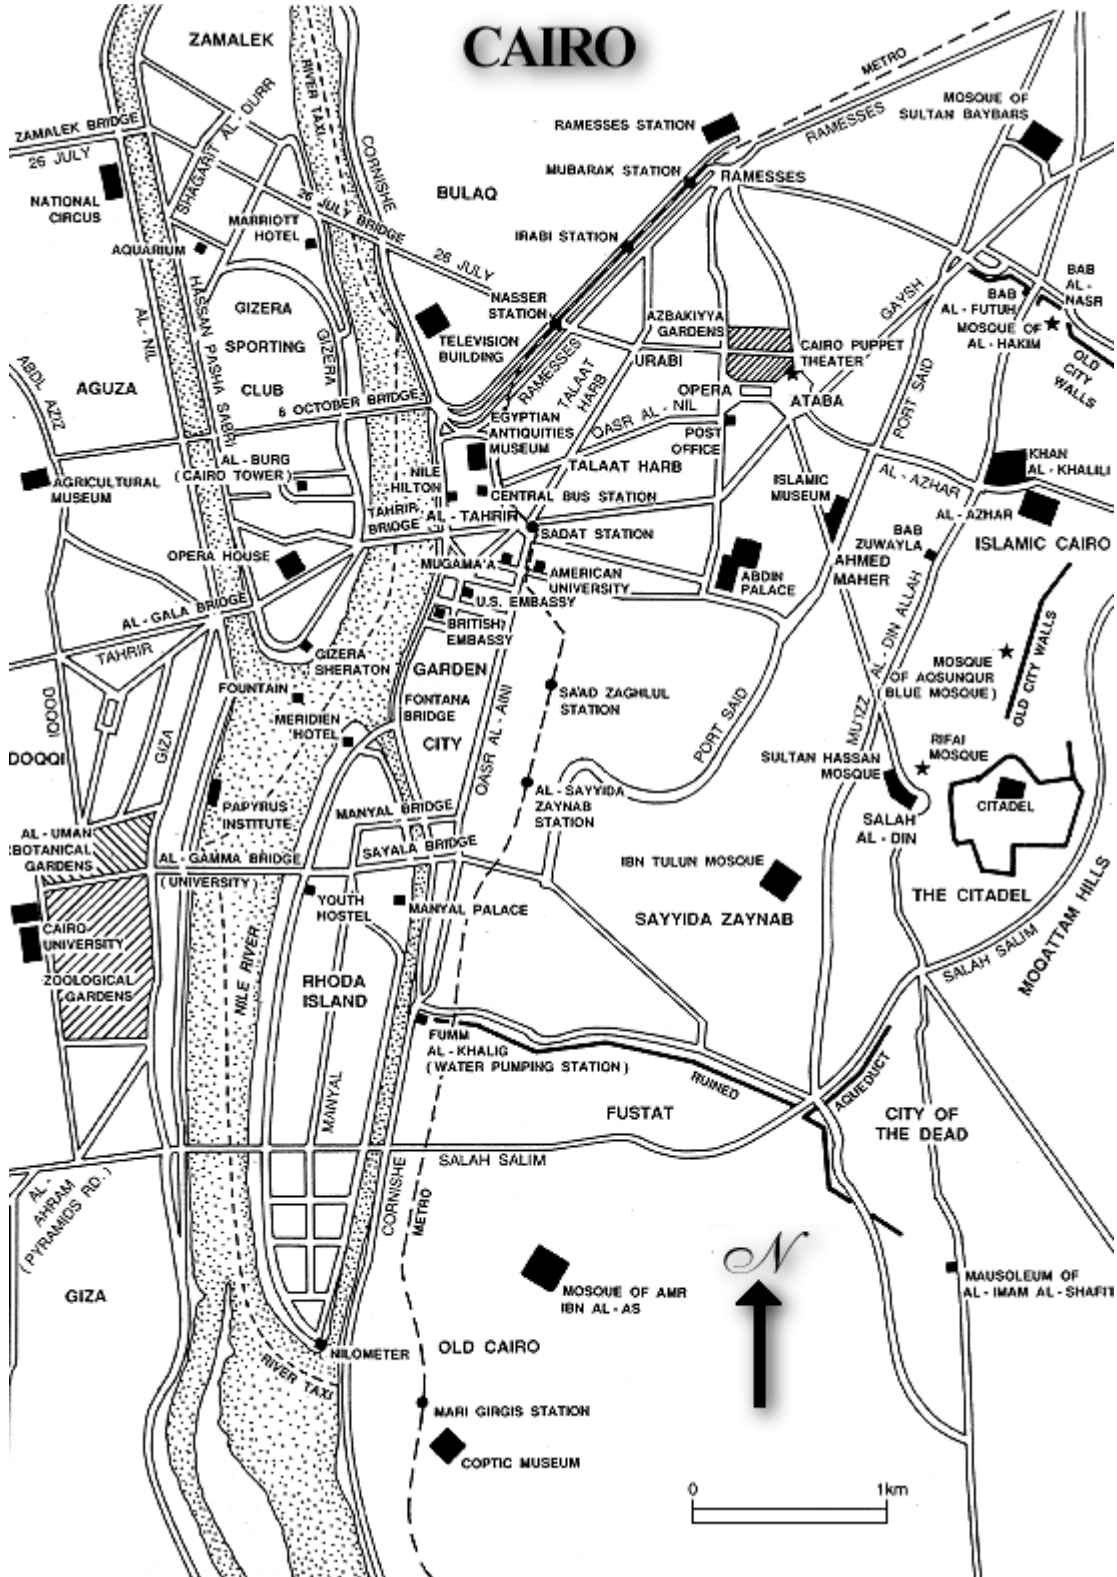 CAIRO
ZAMALEK
RIVER TAXI
METRO
RAMESSES
MOSQUE OF
SULTAN BAYBARS
RAMESSES STATION
ZAMALEK BRIDGE
26 JULY
SHAGARIT AL - DURR
CORNISHE
MUBARAK STATION
RAMESSES
NATIONAL
CIRCUS
BULAQ
26 JULY BRIDGE
MARRIOTT
HOTEL
AQUARIUM
IRABI STATION
26 JULY
NASSER
STATION
BAB
AL -
NASR
BAB
AL - FUTUH
GAYSH
HASSAN PASHA SABRI
AL - NIL
GIZERA
SPORTING
CLUB
GIZERA
AZBAKIYYA
GARDENS
MOSQUE OF
AL - HAKIM
OLD
CITY
WALLS
TELEVISION
BUILDING
RAMESSES
TALAAT
HARB
URABI
CAIRO PUPPET
THEATER
ABDL AZIZ
AGUZA
6 OCTOBER BRIDGE
OPERA
ATABA
PORT SAID
EGYPTIAN
ANTIQUITIES
MUSEUM
QASR AL - NIL
POST
OFFICE
TALAAT HARB
AL - BURG
( CAIRO TOWER )
NILE
HILTON
AGRICULTURAL
MUSEUM
ISLAMIC
MUSEUM
AL - AZHAR
KHAN
AL - KHALILI
CENTRAL BUS STATION
TAHRIR
BRIDGE
AL - TAHRIR
SADAT STATION
AL - AZHAR
BAB
ZUWAYLA
ISLAMIC CAIRO
OPERA HOUSE
MUGAMA'A
AMERICAN
UNIVERSITY
ABDIN
PALACE
AHMED
MAHER
U.S. EMBASSY
AL - GALA BRIDGE
BRITISH
EMBASSY
TAHRIR
GIZERA
SHERATON
GARDEN
CITY
MU'IZZ AL - DIN ALLAH
MOSQUE
OF AQSUNQUR
( BLUE MOSQUE )
OLD CITY WALLS
FOUNTAIN
SA'AD ZAGHLUL
STATION
FONTANA
BRIDGE
MERIDIEN
HOTEL
DOQQI
DOQQI
GIZA
QASR AL - AINI
PORT SAID
RIFAI
MOSQUE
SULTAN HASSAN
MOSQUE
CITADEL
PAPYRUS
INSTITUTE
MANYAL BRIDGE
AL - SAYYIDA
ZAYNAB
STATION
SALAH
AL - DIN
AL - UMAN
BOTANICAL
GARDENS
SAYALA BRIDGE
AL - GAMMA BRIDGE
( UNIVERSITY )
IBN TULUN MOSQUE
THE CITADEL
MOQATTAM HILLS
YOUTH
HOSTEL
MANYAL PALACE
SAYYIDA ZAYNAB
CAIRO
UNIVERSITY
NILE RIVER
SALAH SALIM
ZOOLOGICAL
GARDENS
RHODA
ISLAND
FUMM
AL - KHALIG
( WATER PUMPING STATION )
RUINED
AQUEDUCT
MANYAL
FUSTAT
CITY OF
THE DEAD
SALAH SALIM
AL -
AHRAM
( PYRAMIDS RD. )
CORNISHE
METRO
N
GIZA
MOSQUE OF AMR
IBN AL - AS
MAUSOLEUM OF
AL - IMAM AL - SHAFIT
NILOMETER
OLD CAIRO
RIVER TAXI
MARI GIRGIS STATION
COPTIC MUSEUM
0 1km